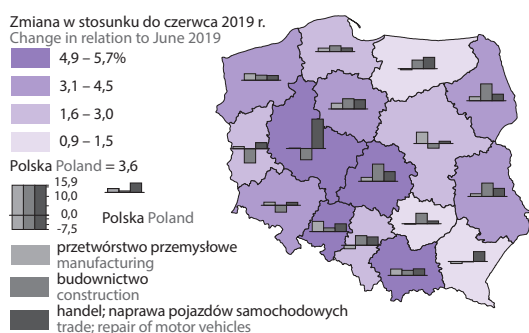 Zmiana w stosunku do czerwca 2019 r.
Change in relation to June 2019
4,9 – 5,7%
3,1 – 4,5
1,6 – 3,0
0,9 – 1,5
Polska Poland = 3,6
15,9
10,0
0,0
-7,5
Polska Poland
przetwórstwo przemysłowe
manufacturing
budownictwo
construction
handel; naprawa pojazdów samochodowych
trade; repair of motor vehicles